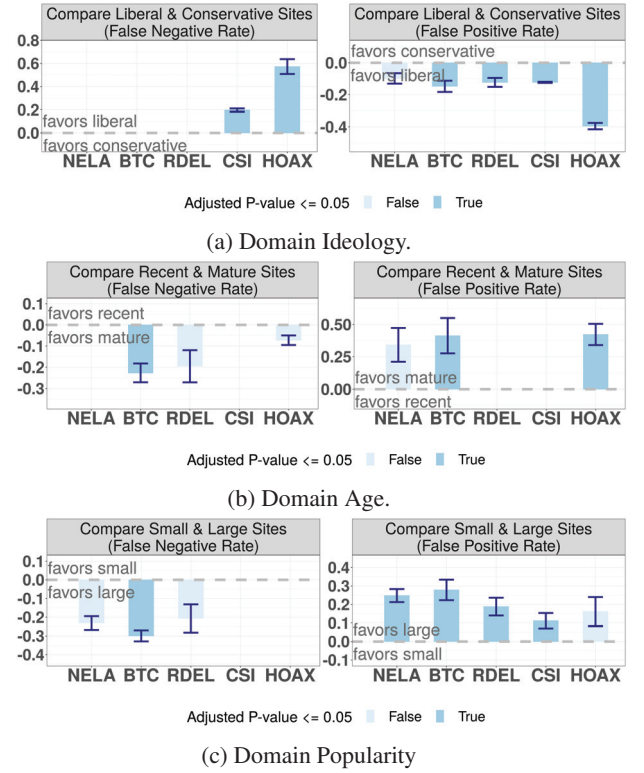 Compare Liberal & Conservative Sites
(False Negative Rate)
0.8
0.6
0.4
0.2
0.0
favors liberal
favors conservative
NELA BTC RDEL CSI HOAX
Compare Liberal & Conservative Sites
(False Positive Rate)
favors conservative
0.0
favors liberal
-0.2
-0.4
NELA BTC RDEL CSI HOAX
Adjusted P-value <= 0.05 False True
(a) Domain Ideology.
Compare Recent & Mature Sites
(False Negative Rate)
0.1
favors recent
0.0
favors mature
-0.1
-0.2
-0.3
NELA BTC RDEL CSI HOAX
Compare Recent & Mature Sites
(False Positive Rate)
0.50
0.25
favors mature
0.00
favors recent
NELA BTC RDEL CSI HOAX
Adjusted P-value <= 0.05 False True
(b) Domain Age.
Compare Small & Large Sites
(False Negative Rate)
0.1
favors small
0.0
favors large
-0.1
-0.2
-0.3
-0.4
NELA BTC RDEL CSI HOAX
Compare Small & Large Sites
(False Positive Rate)
0.4
0.3
0.2
0.1
favors large
0.0
favors small
-0.1
NELA BTC RDEL CSI HOAX
Adjusted P-value <= 0.05 False True
(c) Domain Popularity